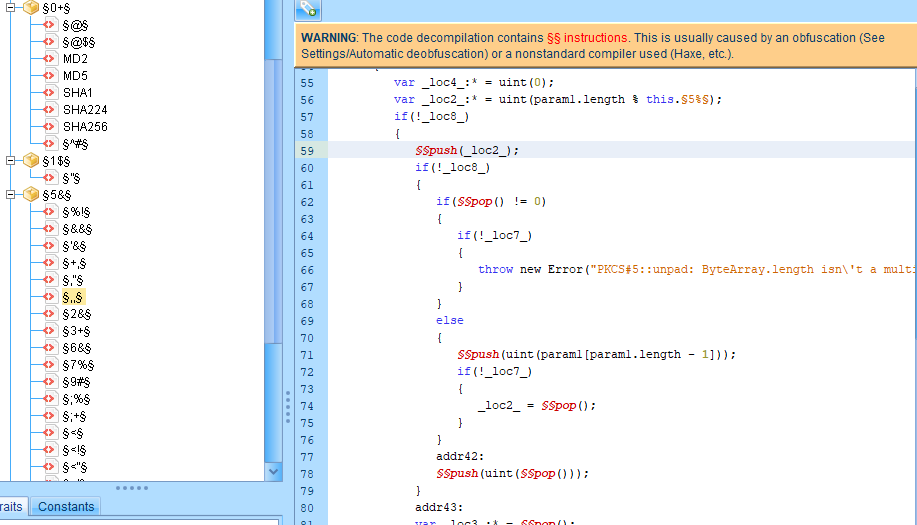 §0+§
§@§
§@$§
MD2
MD5
SHA1
SHA224
SHA256
§^#§
§1$§
§"§
§5&§
§%!§
§&&§
§'&§
§+,§
§,"§
§,,§
§2&§
§3+§
§6&§
§7%§
§9#§
§;%§
§;+§
§<§
§<!§
§<"§
raits Constants
WARNING: The code decompilation contains §§ instructions. This is usually caused by an obfuscation (See
Settings/Automatic deobfuscation) or a nonstandard compiler used (Haxe, etc.).
55 var _loc4_:* = uint(0);
56 var _loc2_:* = uint(param1.length % this.§5%§);
57 if(!_loc8_)
58 {
59 §§push(_loc2_);
60 if(!_loc8_)
61 {
62 if(§§pop() != 0)
63 {
64 if(!_loc7_)
65 {
66 throw new Error("PKCS#5::unpad: ByteArray.length isn\'t a multi
67 }
68 }
69 else
70 {
71 §§push(uint(param1[param1.length - 1]));
72 if(!_loc7_)
73 {
74 _loc2_ = §§pop();
75 }
76 }
77 addr42:
78 §§push(uint(§§pop()));
79 }
80 addr43:
81 var _loc3_:* = §§pop();